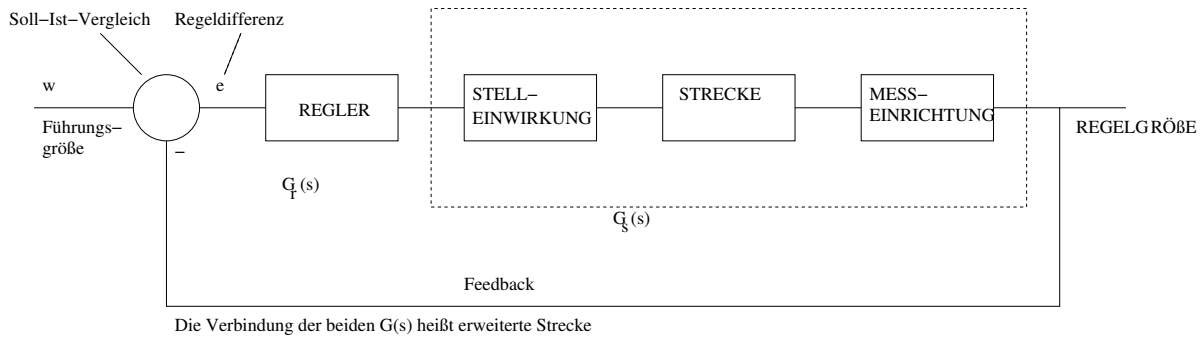 Soll−Ist−Vergleich
Regeldifferenz
w
e
Führungs−
größe
−
REGLER
STELL−
EINWIRKUNG
STRECKE
MESS−
EINRICHTUNG
REGELGRÖßE
G_r(s)
G_s(s)
Feedback
Die Verbindung der beiden G(s) heißt erweiterte Strecke